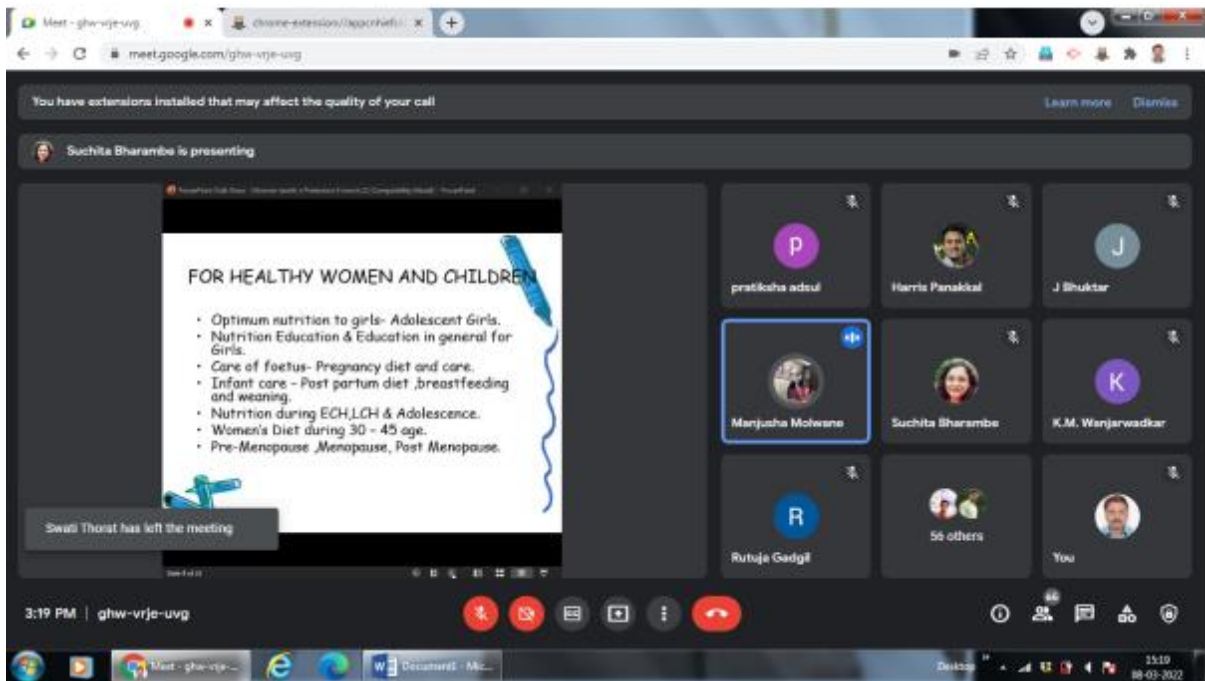 Meet - ghw-vrje-uvg
meet.google.com/ghw-vrje-uvg
You have extensions installed that may affect the quality of your call
Learn more Dismiss
Suchita Bharambe is presenting
FOR HEALTHY WOMEN AND CHILDREN
• Optimum nutrition to girls- Adolescent Girls.
• Nutrition Education & Education in general for
Girls.
• Care of foetus- Pregnancy diet and care.
• Infant care – Post partum diet ,breastfeeding
and weaning.
• Nutrition during ECH,LCH & Adolescence.
• Women's Diet during 30 – 45 age.
• Pre-Menopause ,Menopause, Post Menopause.
Swati Thorat has left the meeting
P
pratiksha adsul
Harris Panakkal
J
J Bhuktar
Manjusha Molwane
Suchita Bharambe
K
K.M. Wanjarwadkar
R
Rutuja Gadgil
56 others
You
3:19 PM | ghw-vrje-uvg
Meet - ghw-vrje-...
Document1 - Mic...
Desktop
15:19
08-03-2022